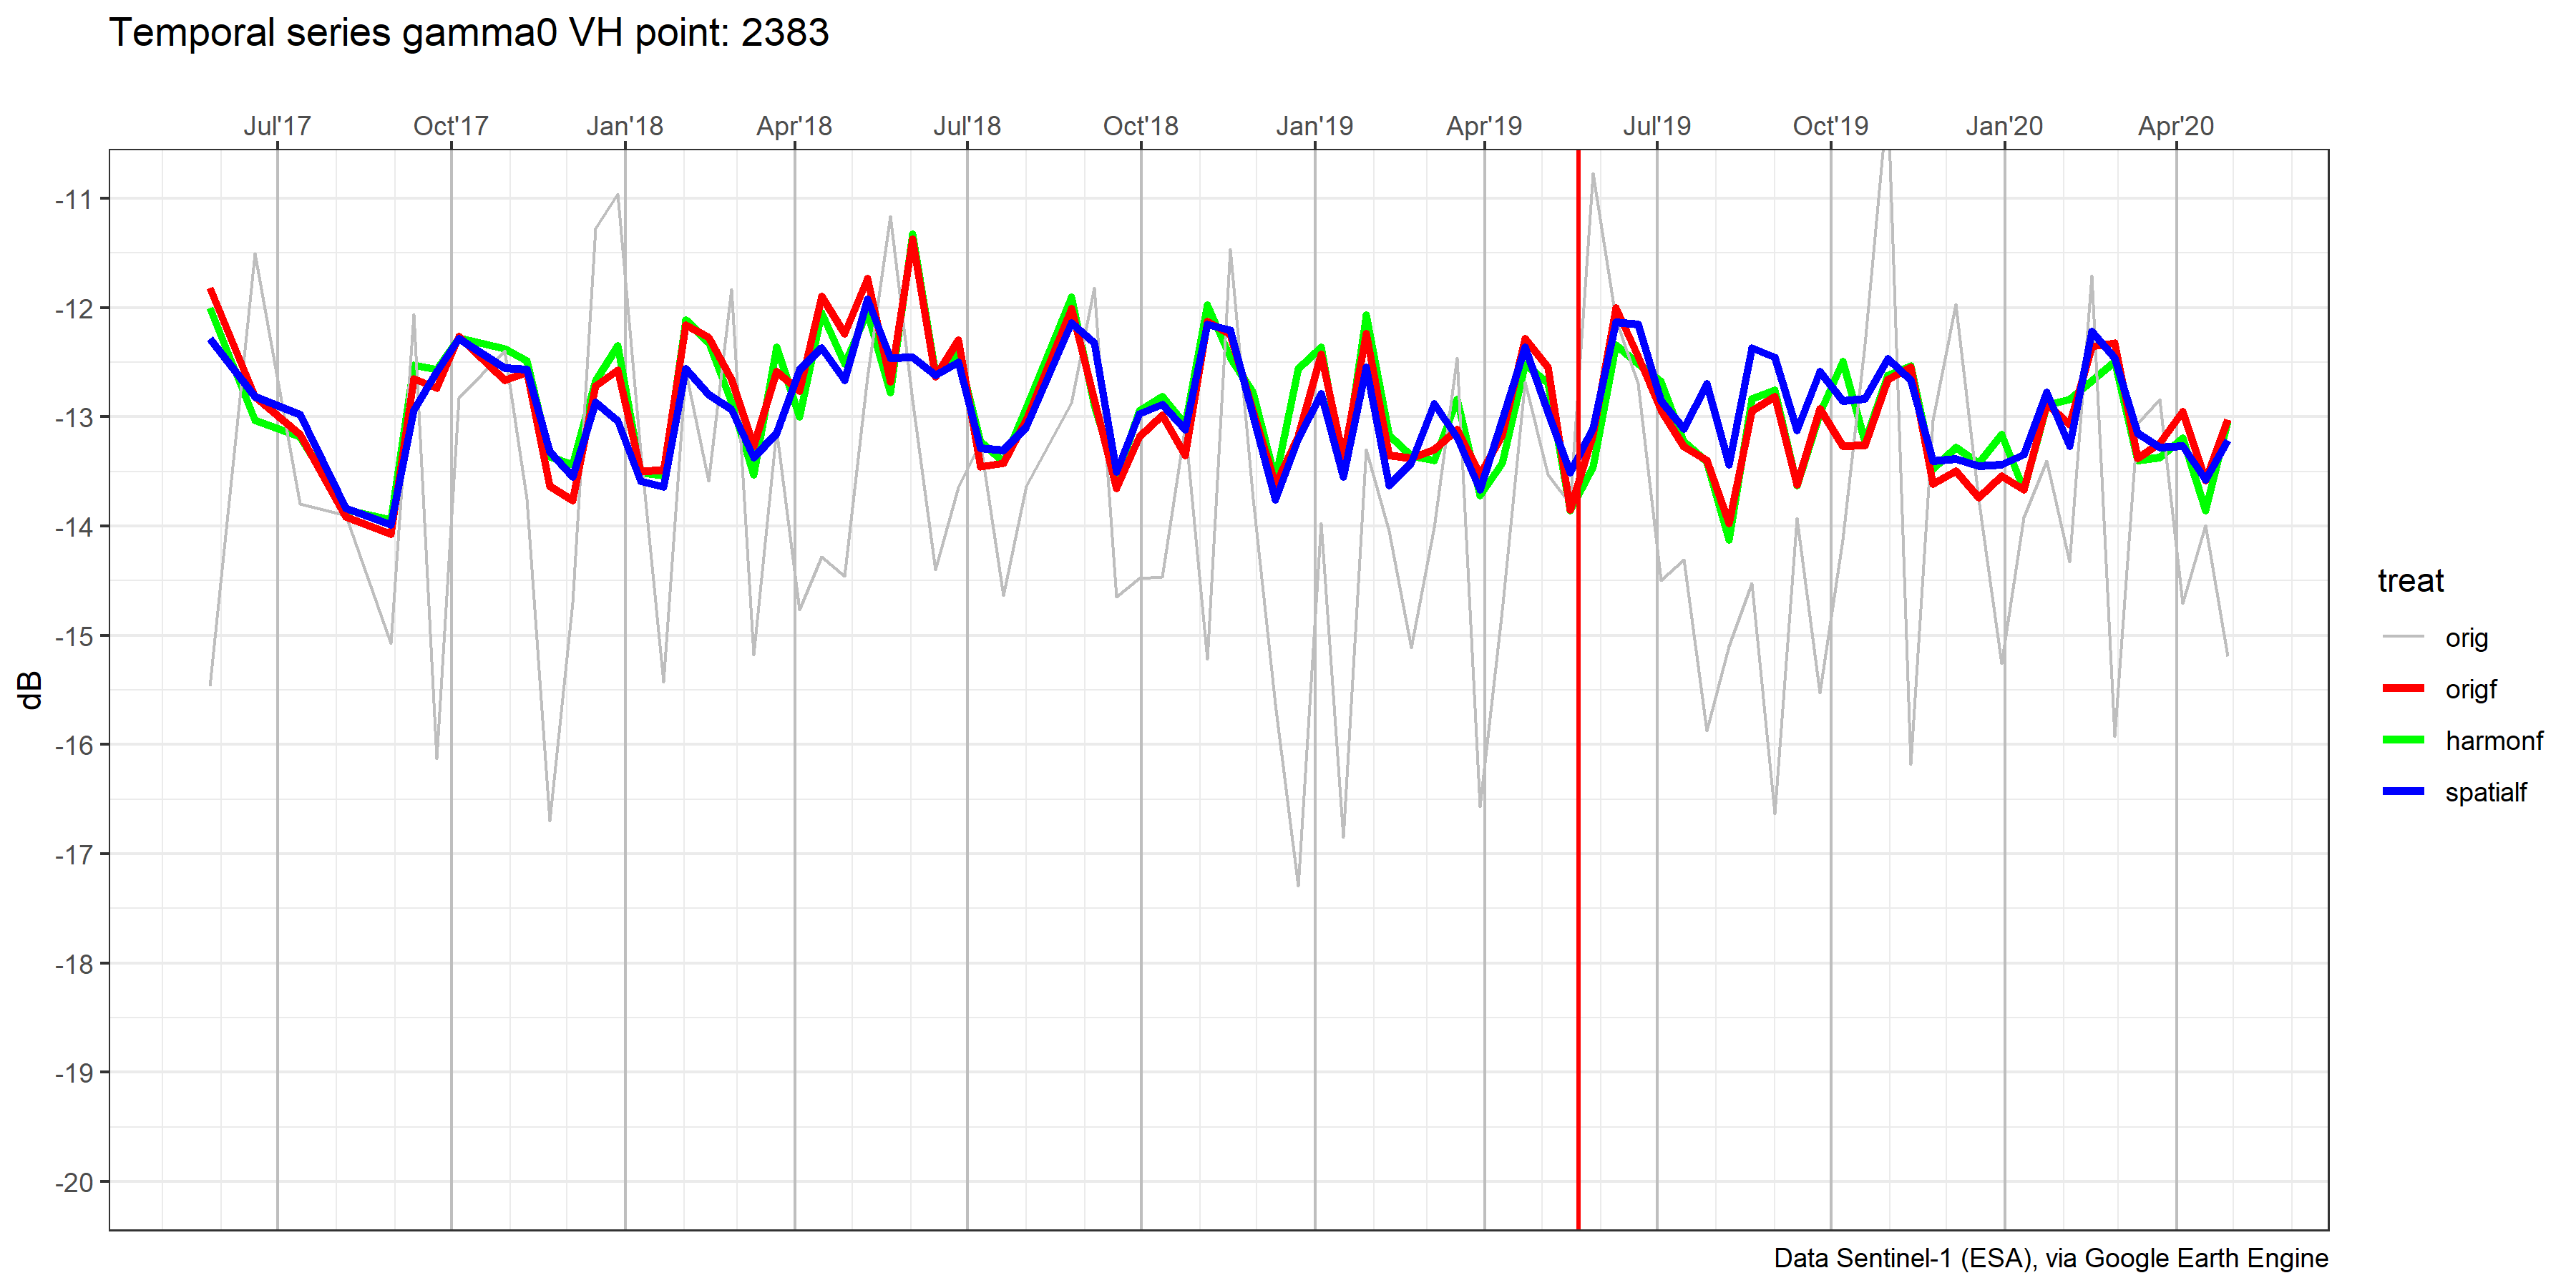 Temporal series gamma0 VH point: 2383
Jul'17 Oct'17 Jan'18 Apr'18 Jul'18 Oct'18 Jan'19 Apr'19 Jul'19 Oct'19 Jan'20 Apr'20
-11
-12
-13
-14
-15
-16
-17
-18
-19
-20
dB
treat
orig
origf
harmonf
spatialf
Data Sentinel-1 (ESA), via Google Earth Engine